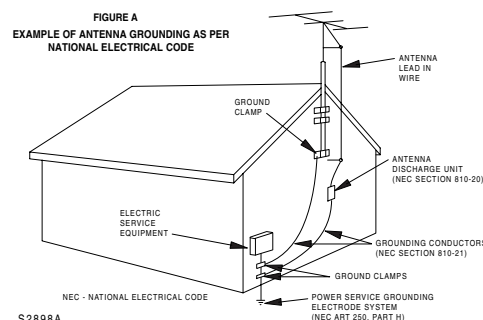 FIGURE A
EXAMPLE OF ANTENNA GROUNDING AS PER
NATIONAL ELECTRICAL CODE
ANTENNA
LEAD IN
WIRE
GROUND
CLAMP
ANTENNA
DISCHARGE UNIT
(NEC SECTION 810-20)
ELECTRIC
SERVICE
EQUIPMENT
GROUNDING CONDUCTORS
(NEC SECTION 810-21)
GROUND CLAMPS
NEC - NATIONAL ELECTRICAL CODE
POWER SERVICE GROUNDING
ELECTRODE SYSTEM
(NEC ART 250, PART H)
S2898A